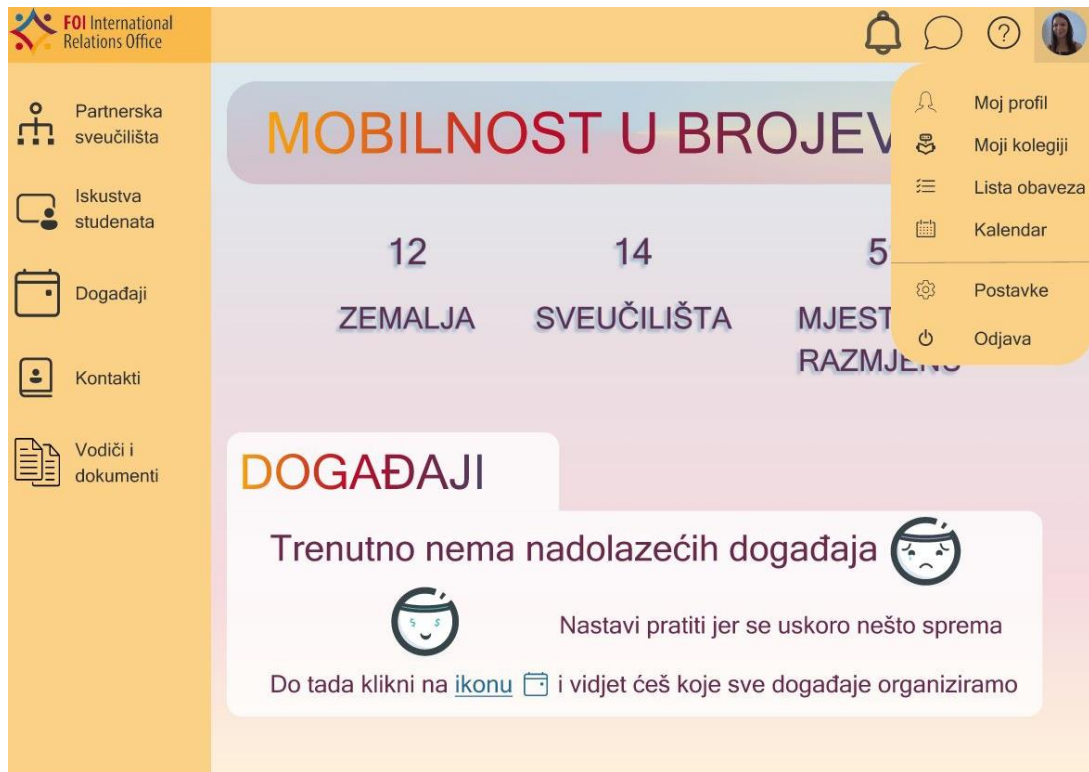 FOI International
Relations Office
Partnerska
sveučilišta
Iskustva
studenata
Događaji
Kontakti
Vodiči i
dokumenti
MOBILNOST U BROJEV
12
ZEMALJA
14
SVEUČILIŠTA
5
MJEST
RAZMJENU
Moj profil
Moji kolegiji
Lista obaveza
Kalendar
Postavke
Odjava
DOGAĐAJI
Trenutno nema nadolazećih događaja
Nastavi pratiti jer se uskoro nešto sprema
Do tada klikni na ikonu i vidjet ćeš koje sve događaje organiziramo